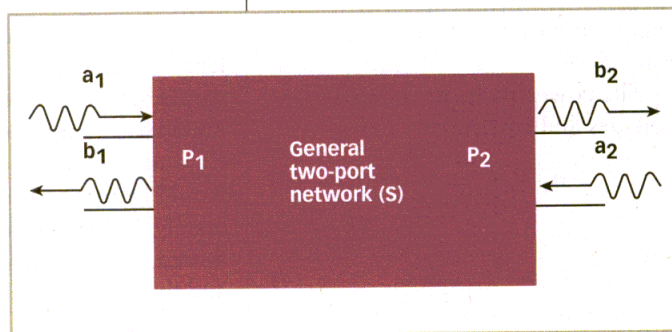 a1
b2
b1
P1
General
two-port
network (S)
P2
a2